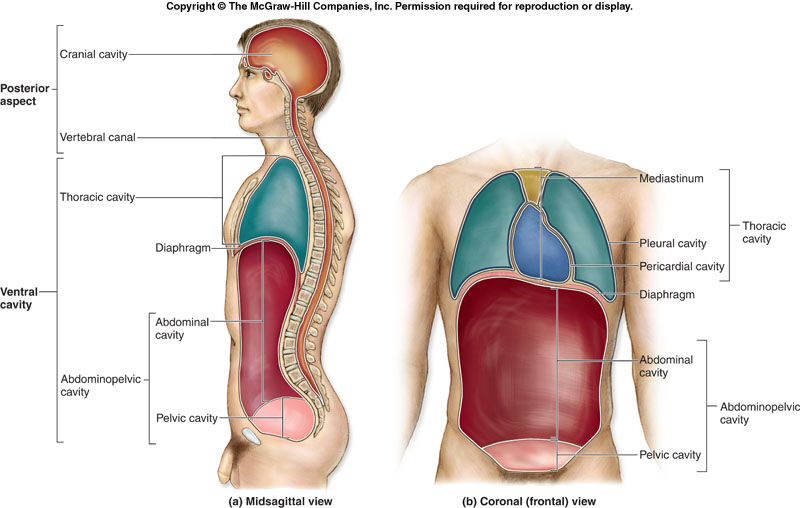 Copyright © The McGraw-Hill Companies, Inc. Permission required for reproduction or display.
Cranial cavity
Posterior
aspect
Vertebral canal
Thoracic cavity
Diaphragm
Ventral
cavity
Abdominal
cavity
Abdominopelvic
cavity
Pelvic cavity
(a) Midsagittal view
Mediastinum
Thoracic
cavity
Pleural cavity
Pericardial cavity
Diaphragm
Abdominal
cavity
Abdominopelvic
cavity
Pelvic cavity
(b) Coronal (frontal) view